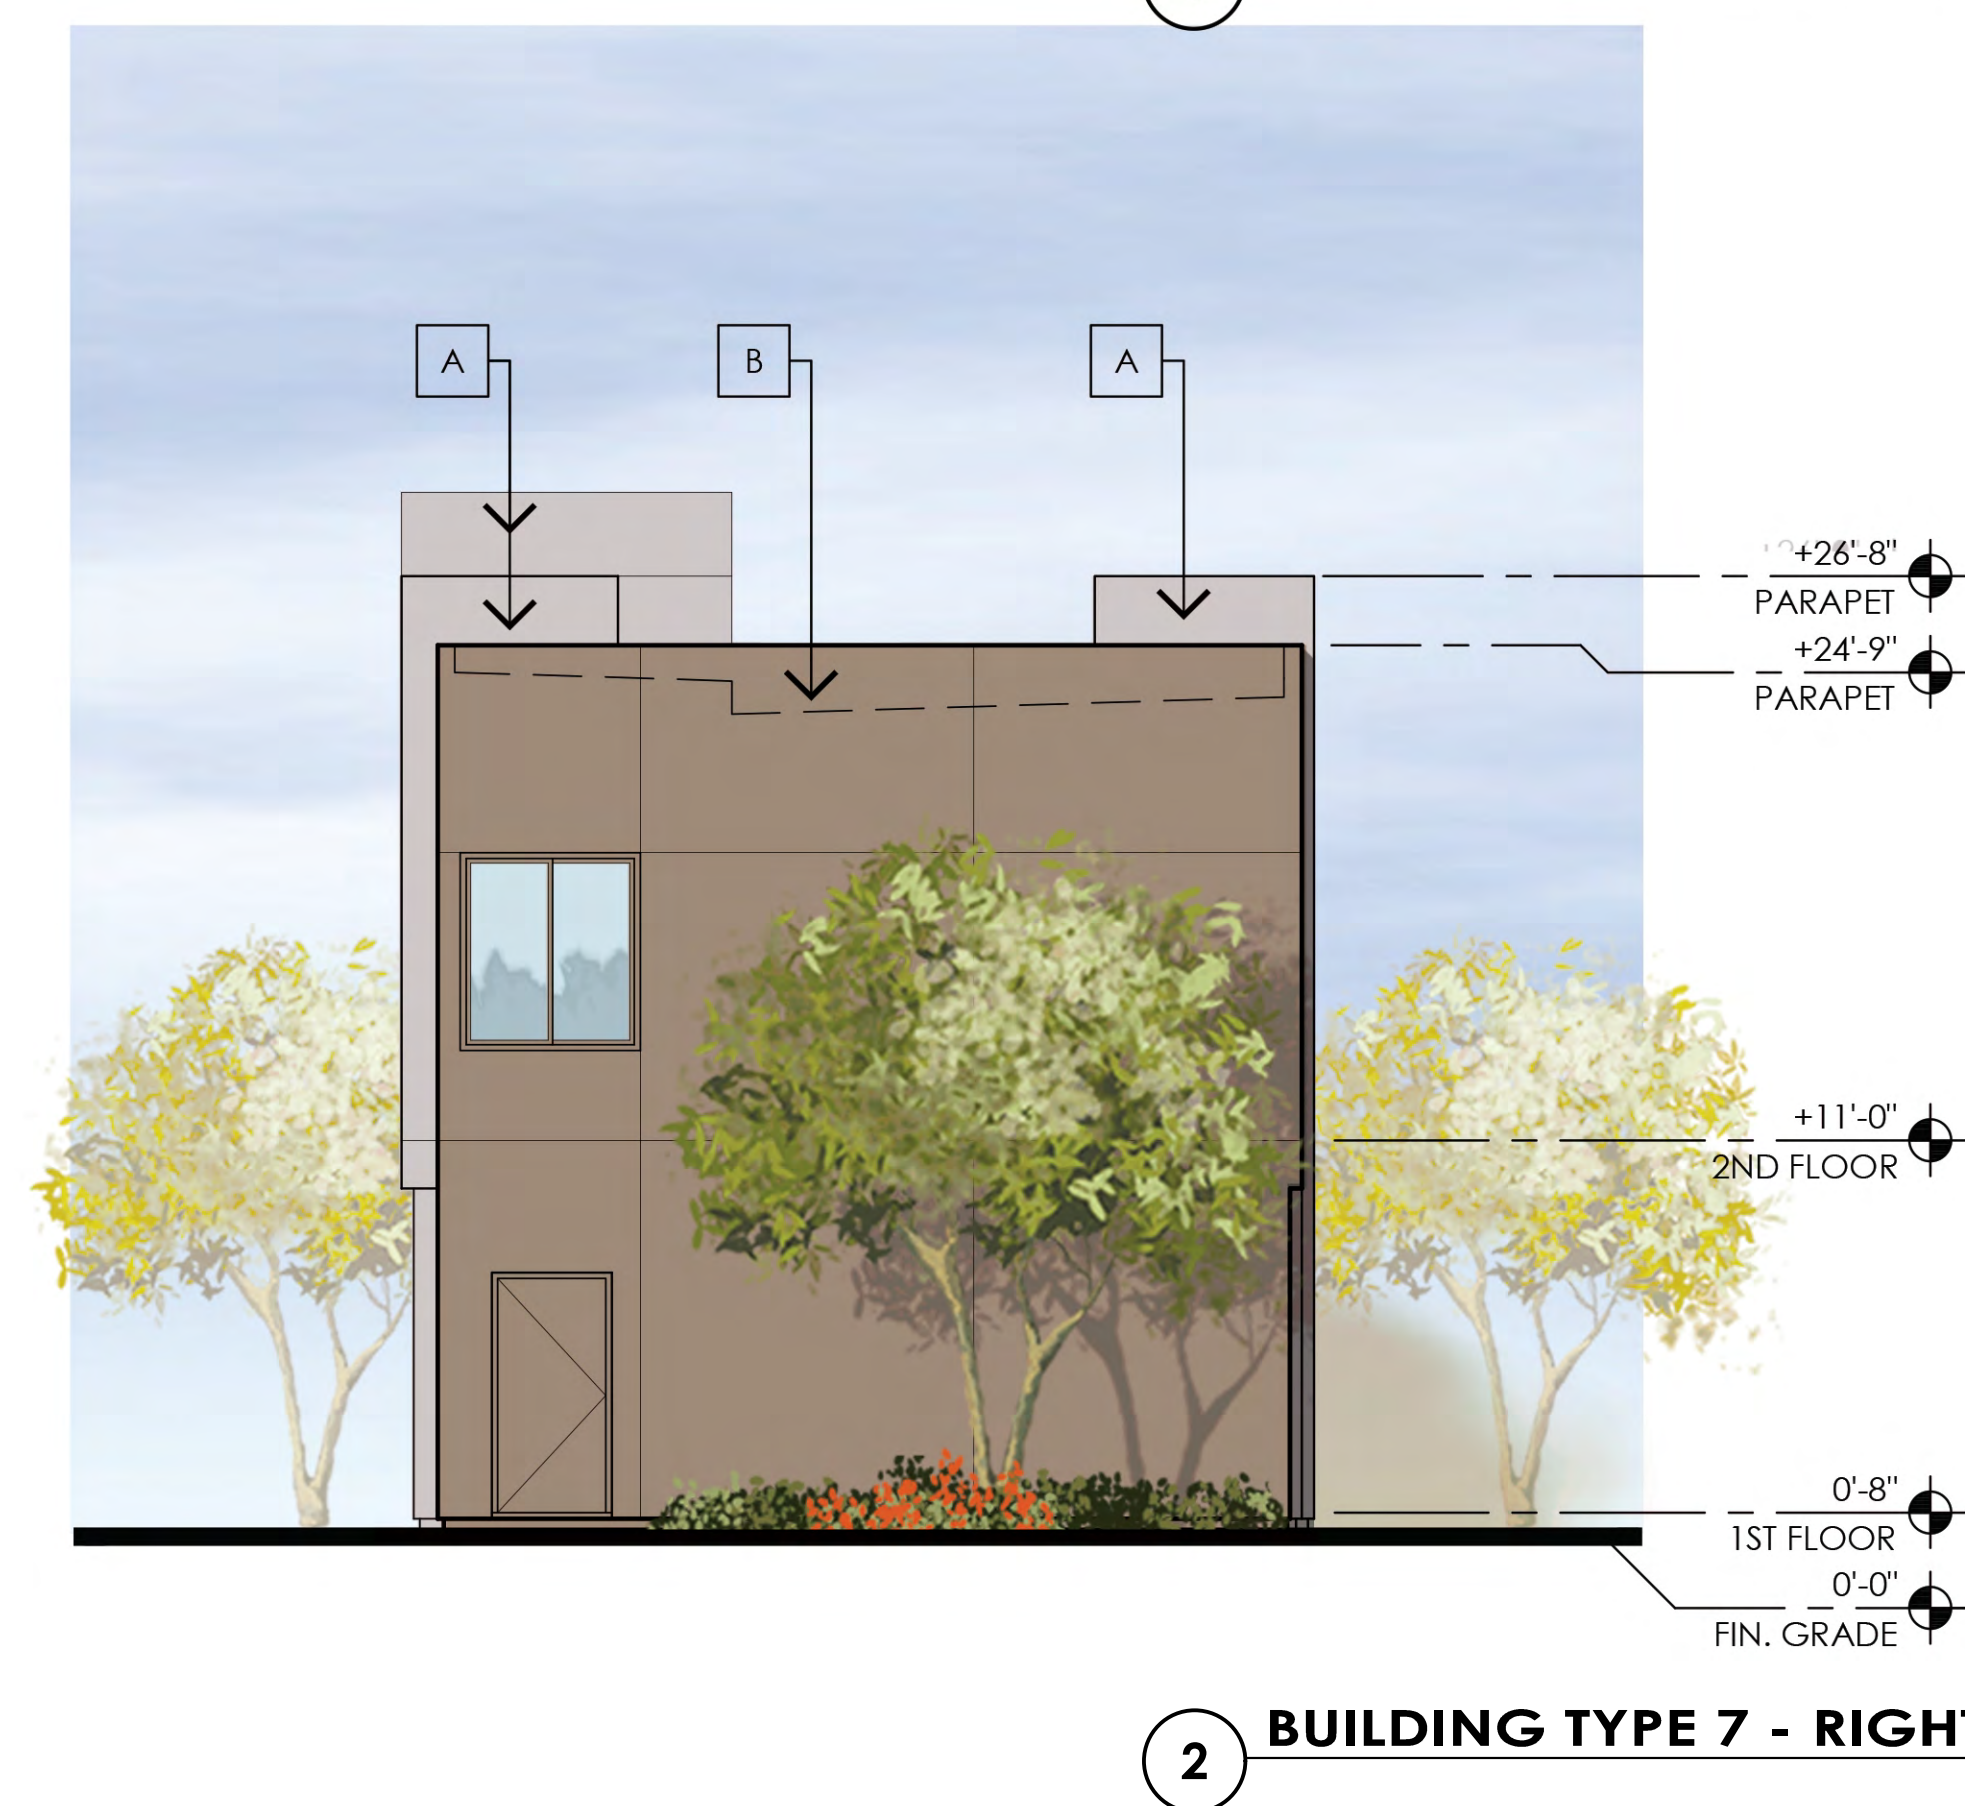 A
B
A
+26'-8"
PARAPET
+24'-9"
PARAPET
+11'-0"
2ND FLOOR
0'-8"
1ST FLOOR
0'-0"
FIN. GRADE
2
BUILDING TYPE 7 - RIGHT